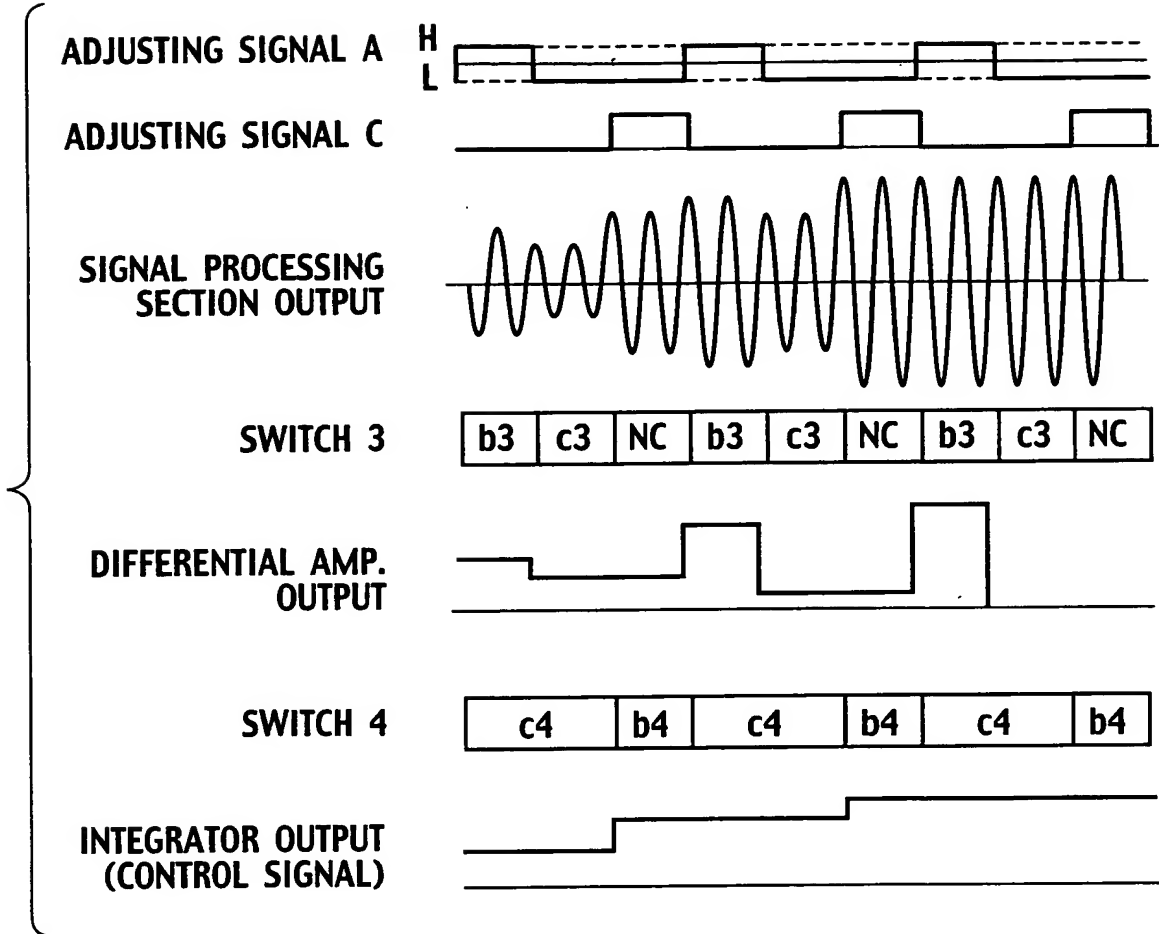 ADJUSTING SIGNAL A
H
L
ADJUSTING SIGNAL C
SIGNAL PROCESSING
SECTION OUTPUT
SWITCH 3
b3 c3 NC b3 c3 NC b3 c3 NC
DIFFERENTIAL AMP.
OUTPUT
SWITCH 4
c4 b4 c4 b4 c4 b4
INTEGRATOR OUTPUT
(CONTROL SIGNAL)